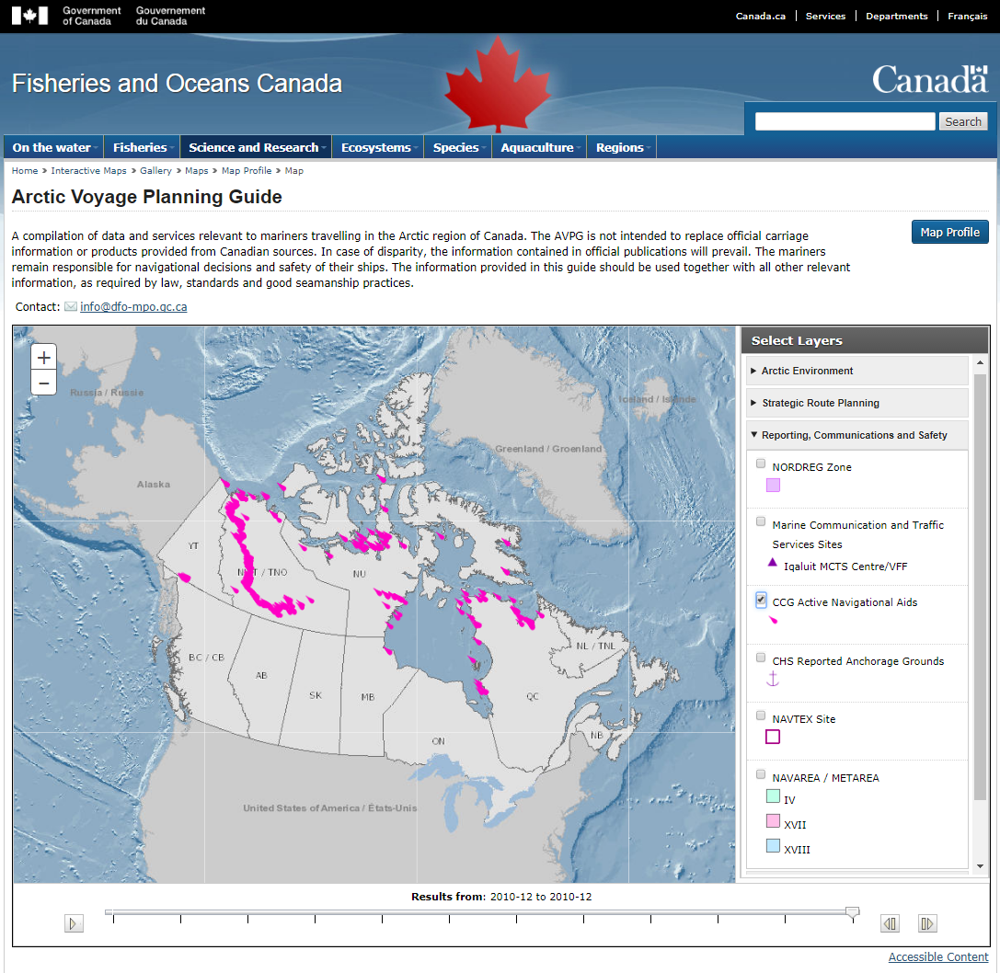 Government of Canada
Gouvernement du Canada
Canada.ca
Services
Departments
Français
Fisheries and Oceans Canada
Canada
Search
On the water
Fisheries
Science and Research
Ecosystems
Species
Aquaculture
Regions
Home > Interactive Maps > Gallery > Maps > Map Profile > Map
Arctic Voyage Planning Guide
A compilation of data and services relevant to mariners travelling in the Arctic region of Canada. The AVPG is not intended to replace official carriage
information or products provided from Canadian sources. In case of disparity, the information contained in official publications will prevail. The mariners
remain responsible for navigational decisions and safety of their ships. The information provided in this guide should be used together with all other relevant
information, as required by law, standards and good seamanship practices.
Map Profile
Contact: info@dfo-mpo.gc.ca
+
−
Russia / Russie
Iceland / Islande
Greenland / Groenland
Alaska
YT
NWT / TNO
NU
BC / CB
AB
SK
MB
ON
QC
NL / TNL
NB
United States of America / États-Unis
Select Layers
Arctic Environment
Strategic Route Planning
Reporting, Communications and Safety
NORDREG Zone
Marine Communication and Traffic
Services Sites
Iqaluit MCTS Centre/VFF
CCG Active Navigational Aids
CHS Reported Anchorage Grounds
NAVTEX Site
NAVAREA / METAREA
IV
XVII
XVIII
Results from: 2010-12 to 2010-12
Accessible Content